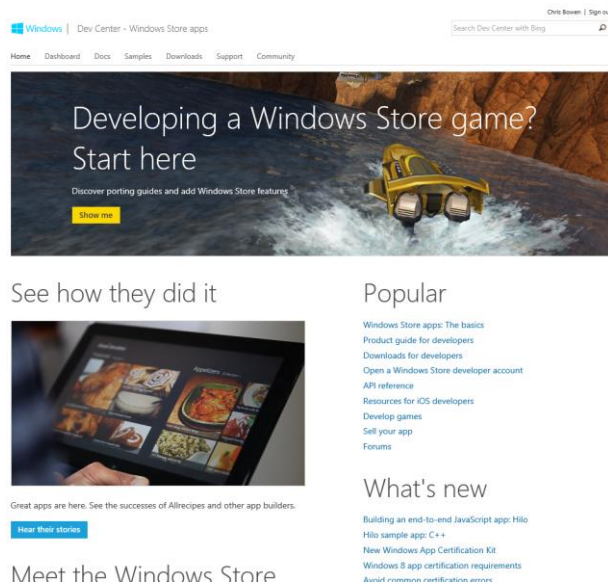 Chris Bowen | Sign ou
Windows | Dev Center - Windows Store apps
Search Dev Center with Bing
Home Dashboard Docs Samples Downloads Support Community
Developing a Windows Store game?
Start here
Discover porting guides and add Windows Store features
Show me
See how they did it
Appetizers
Great apps are here. See the successes of Allrecipes and other app builders.
Hear their stories
Meet the Windows Store
Popular
Windows Store apps: The basics
Product guide for developers
Downloads for developers
Open a Windows Store developer account
API reference
Resources for iOS developers
Develop games
Sell your app
Forums
What's new
Building an end-to-end JavaScript app: Hilo
Hilo sample app: C++
New Windows App Certification Kit
Windows 8 app certification requirements
Avoid common certification errors